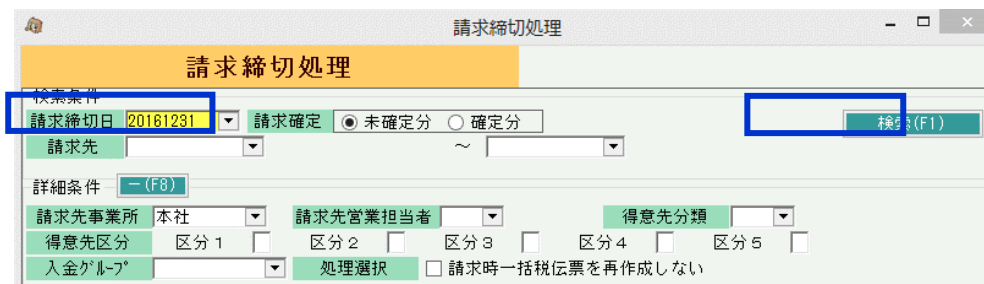 請求締切処理
請求締切処理
検索条件
請求締切日 20161231 請求確定 未確定分 確定分 検索(F1)
請求先 ～
詳細条件 －(F8)
請求先事業所 本社 請求先営業担当者 得意先分類
得意先区分 区分1 区分2 区分3 区分4 区分5
入金ｸﾞﾙｰﾌﾟ 処理選択 請求時一括税伝票を再作成しない